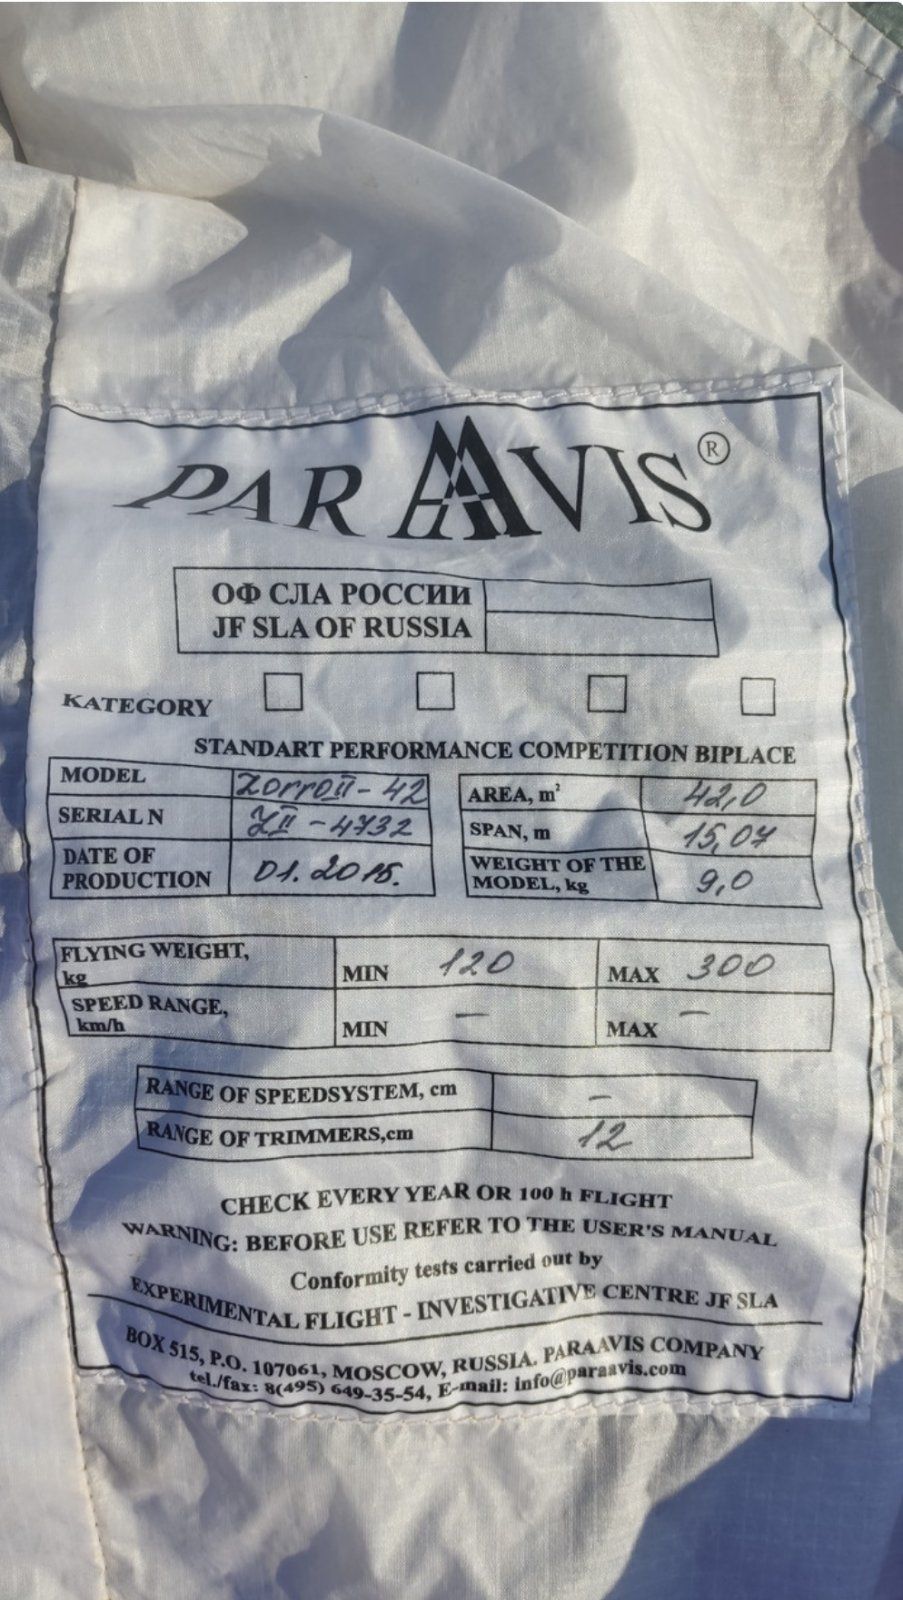 PARAAVIS®
ОФ СЛА РОССИИ
JF SLA OF RUSSIA
KATEGORY
STANDART PERFORMANCE COMPETITION BIPLACE
MODEL ZorroII-42
SERIAL N ZII-4732
DATE OF PRODUCTION 01.2015.
AREA, m² 42,0
SPAN, m 15,07
WEIGHT OF THE MODEL, kg 9,0
FLYING WEIGHT, kg MIN 120 MAX 300
SPEED RANGE, km/h MIN — MAX —
RANGE OF SPEEDSYSTEM, cm –
RANGE OF TRIMMERS,cm 12
CHECK EVERY YEAR OR 100 h FLIGHT
WARNING: BEFORE USE REFER TO THE USER'S MANUAL
Conformity tests carried out by
EXPERIMENTAL FLIGHT - INVESTIGATIVE CENTRE JF SLA
BOX 515, P.O. 107061, MOSCOW, RUSSIA. PARAAVIS COMPANY
tel./fax: 8(495) 649-35-54, E-mail: info@paraavis.com